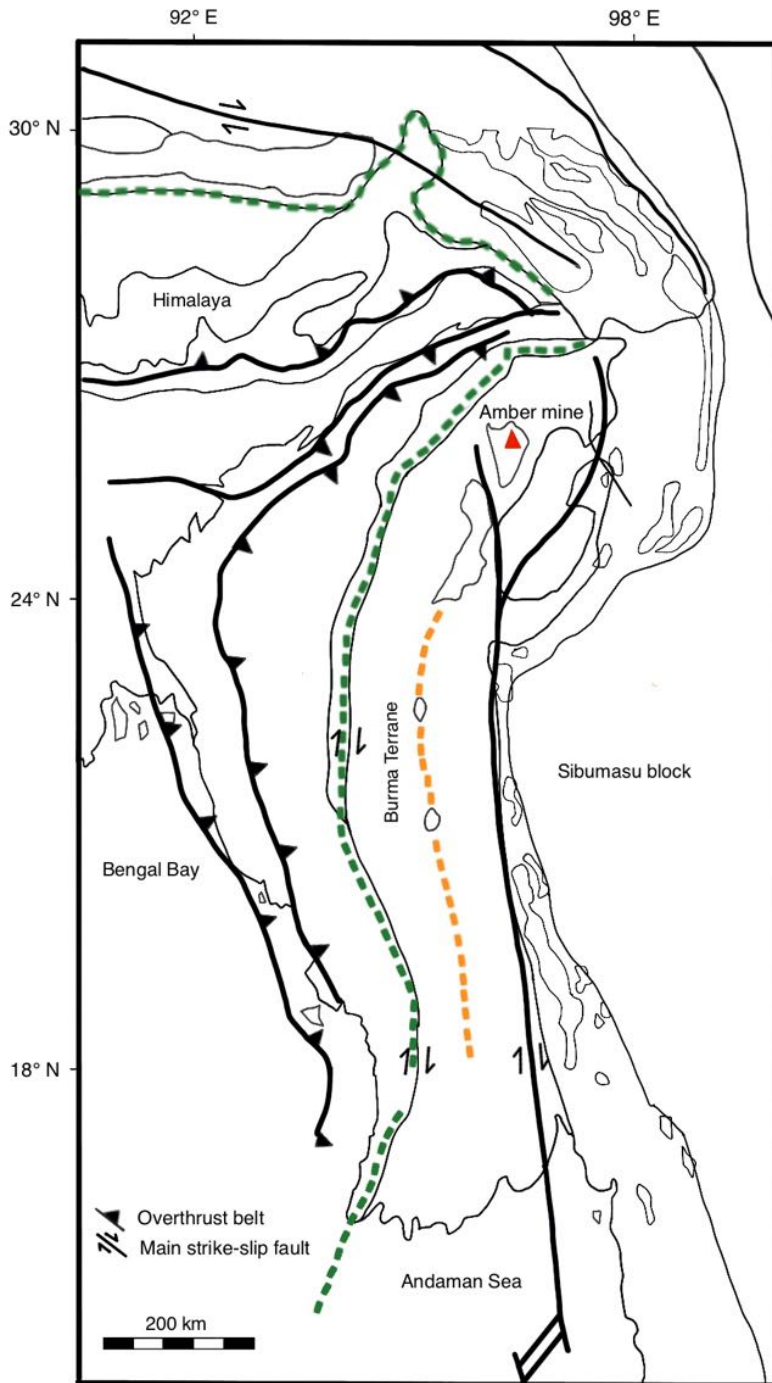 92° E
98° E
30° N
Himalaya
Amber mine
24° N
Burma Terrane
Sibumasu block
Bengal Bay
18° N
Overthrust belt
Main strike-slip fault
Andaman Sea
200 km